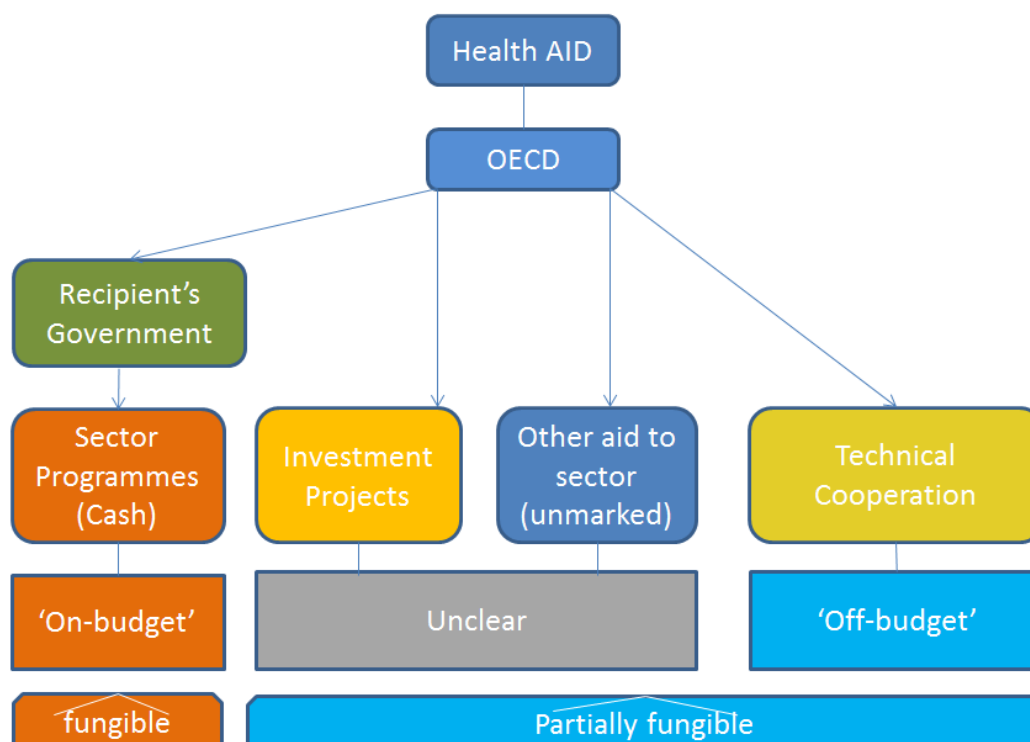 Health AID
OECD
Recipient’s
Government
Sector
Programmes
(Cash)
Investment
Projects
Other aid to
sector
(unmarked)
Technical
Cooperation
‘On-budget’
Unclear
‘Off-budget’
fungible
Partially fungible